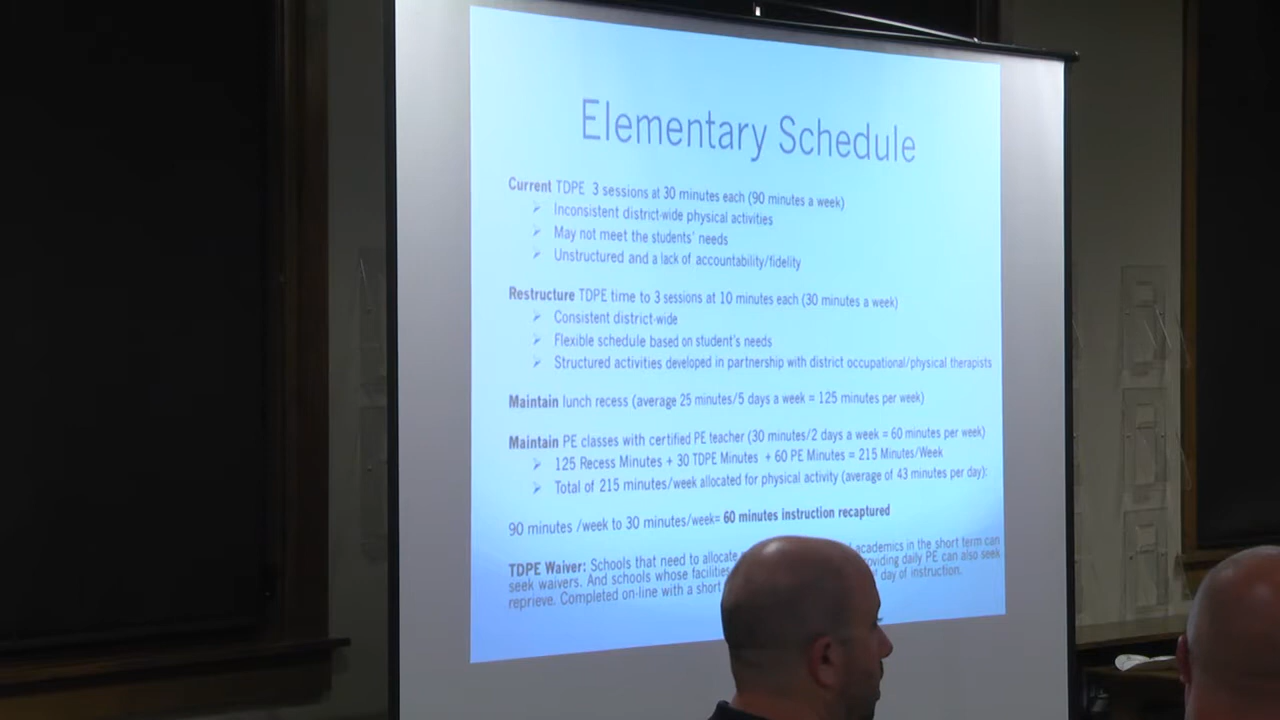 Elementary Schedule
Current TDPE 3 sessions at 30 minutes each (90 minutes a week)
Inconsistent district-wide physical activities
May not meet the students' needs
Unstructured and a lack of accountability/fidelity
Restructure TDPE time to 3 sessions at 10 minutes each (30 minutes a week)
Consistent district-wide
Flexible schedule based on student's needs
Structured activities developed in partnership with district occupational/physical therapists
Maintain lunch recess (average 25 minutes/5 days a week = 125 minutes per week)
Maintain PE classes with certified PE teacher (30 minutes/2 days a week = 60 minutes per week)
125 Recess Minutes + 30 TDPE Minutes + 60 PE Minutes = 215 Minutes/Week
Total of 215 minutes/week allocated for physical activity (average of 43 minutes per day):
90 minutes /week to 30 minutes/week= 60 minutes instruction recaptured
TDPE Waiver: Schools that need to allocate academics in the short term can
seek waivers. And schools whose facilities providing daily PE can also seek
reprieve. Completed on-line with a short day of instruction.